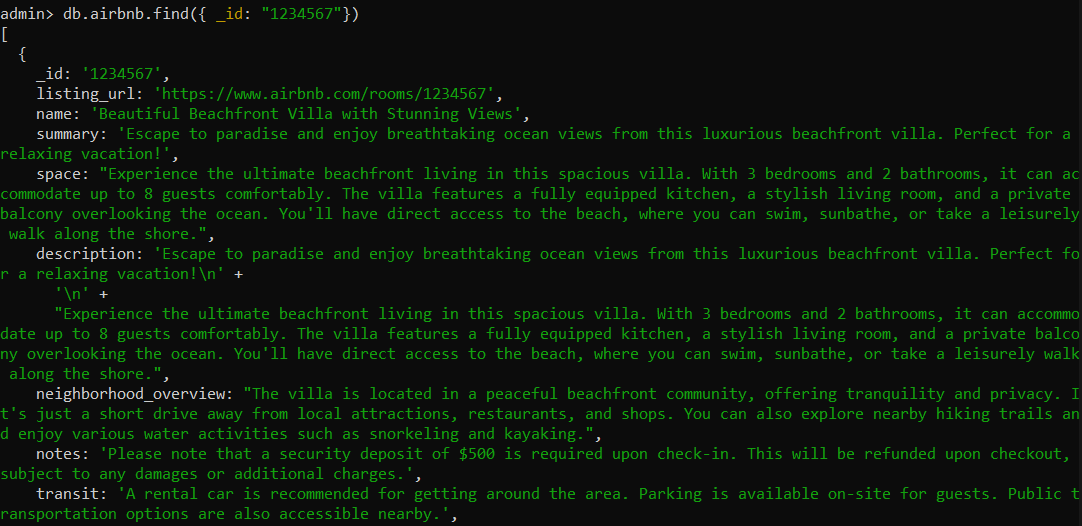 admin> db.airbnb.find({ _id: "1234567"})
[
  {
    _id: '1234567',
    listing_url: 'https://www.airbnb.com/rooms/1234567',
    name: 'Beautiful Beachfront Villa with Stunning Views',
    summary: 'Escape to paradise and enjoy breathtaking ocean views from this luxurious beachfront villa. Perfect for a
relaxing vacation!',
    space: "Experience the ultimate beachfront living in this spacious villa. With 3 bedrooms and 2 bathrooms, it can ac
commodate up to 8 guests comfortably. The villa features a fully equipped kitchen, a stylish living room, and a private
balcony overlooking the ocean. You'll have direct access to the beach, where you can swim, sunbathe, or take a leisurely
 walk along the shore.",
    description: 'Escape to paradise and enjoy breathtaking ocean views from this luxurious beachfront villa. Perfect fo
r a relaxing vacation!\n' +
      '\n' +
      "Experience the ultimate beachfront living in this spacious villa. With 3 bedrooms and 2 bathrooms, it can accommo
date up to 8 guests comfortably. The villa features a fully equipped kitchen, a stylish living room, and a private balco
ny overlooking the ocean. You'll have direct access to the beach, where you can swim, sunbathe, or take a leisurely walk
 along the shore.",
    neighborhood_overview: "The villa is located in a peaceful beachfront community, offering tranquility and privacy. I
t's just a short drive away from local attractions, restaurants, and shops. You can also explore nearby hiking trails an
d enjoy various water activities such as snorkeling and kayaking.",
    notes: 'Please note that a security deposit of $500 is required upon check-in. This will be refunded upon checkout,
subject to any damages or additional charges.',
    transit: 'A rental car is recommended for getting around the area. Parking is available on-site for guests. Public t
ransportation options are also accessible nearby.',